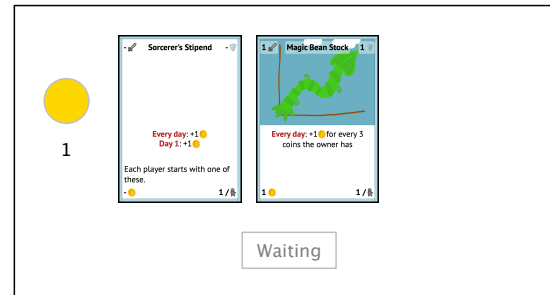 - Sorcerer's Stipend -
1 Magic Bean Stock 1
1
Every day: +1
Day 1: +1
Each player starts with one of
these.
- 1 /
Every day: +1 for every 3
coins the owner has
1 1 /
Waiting